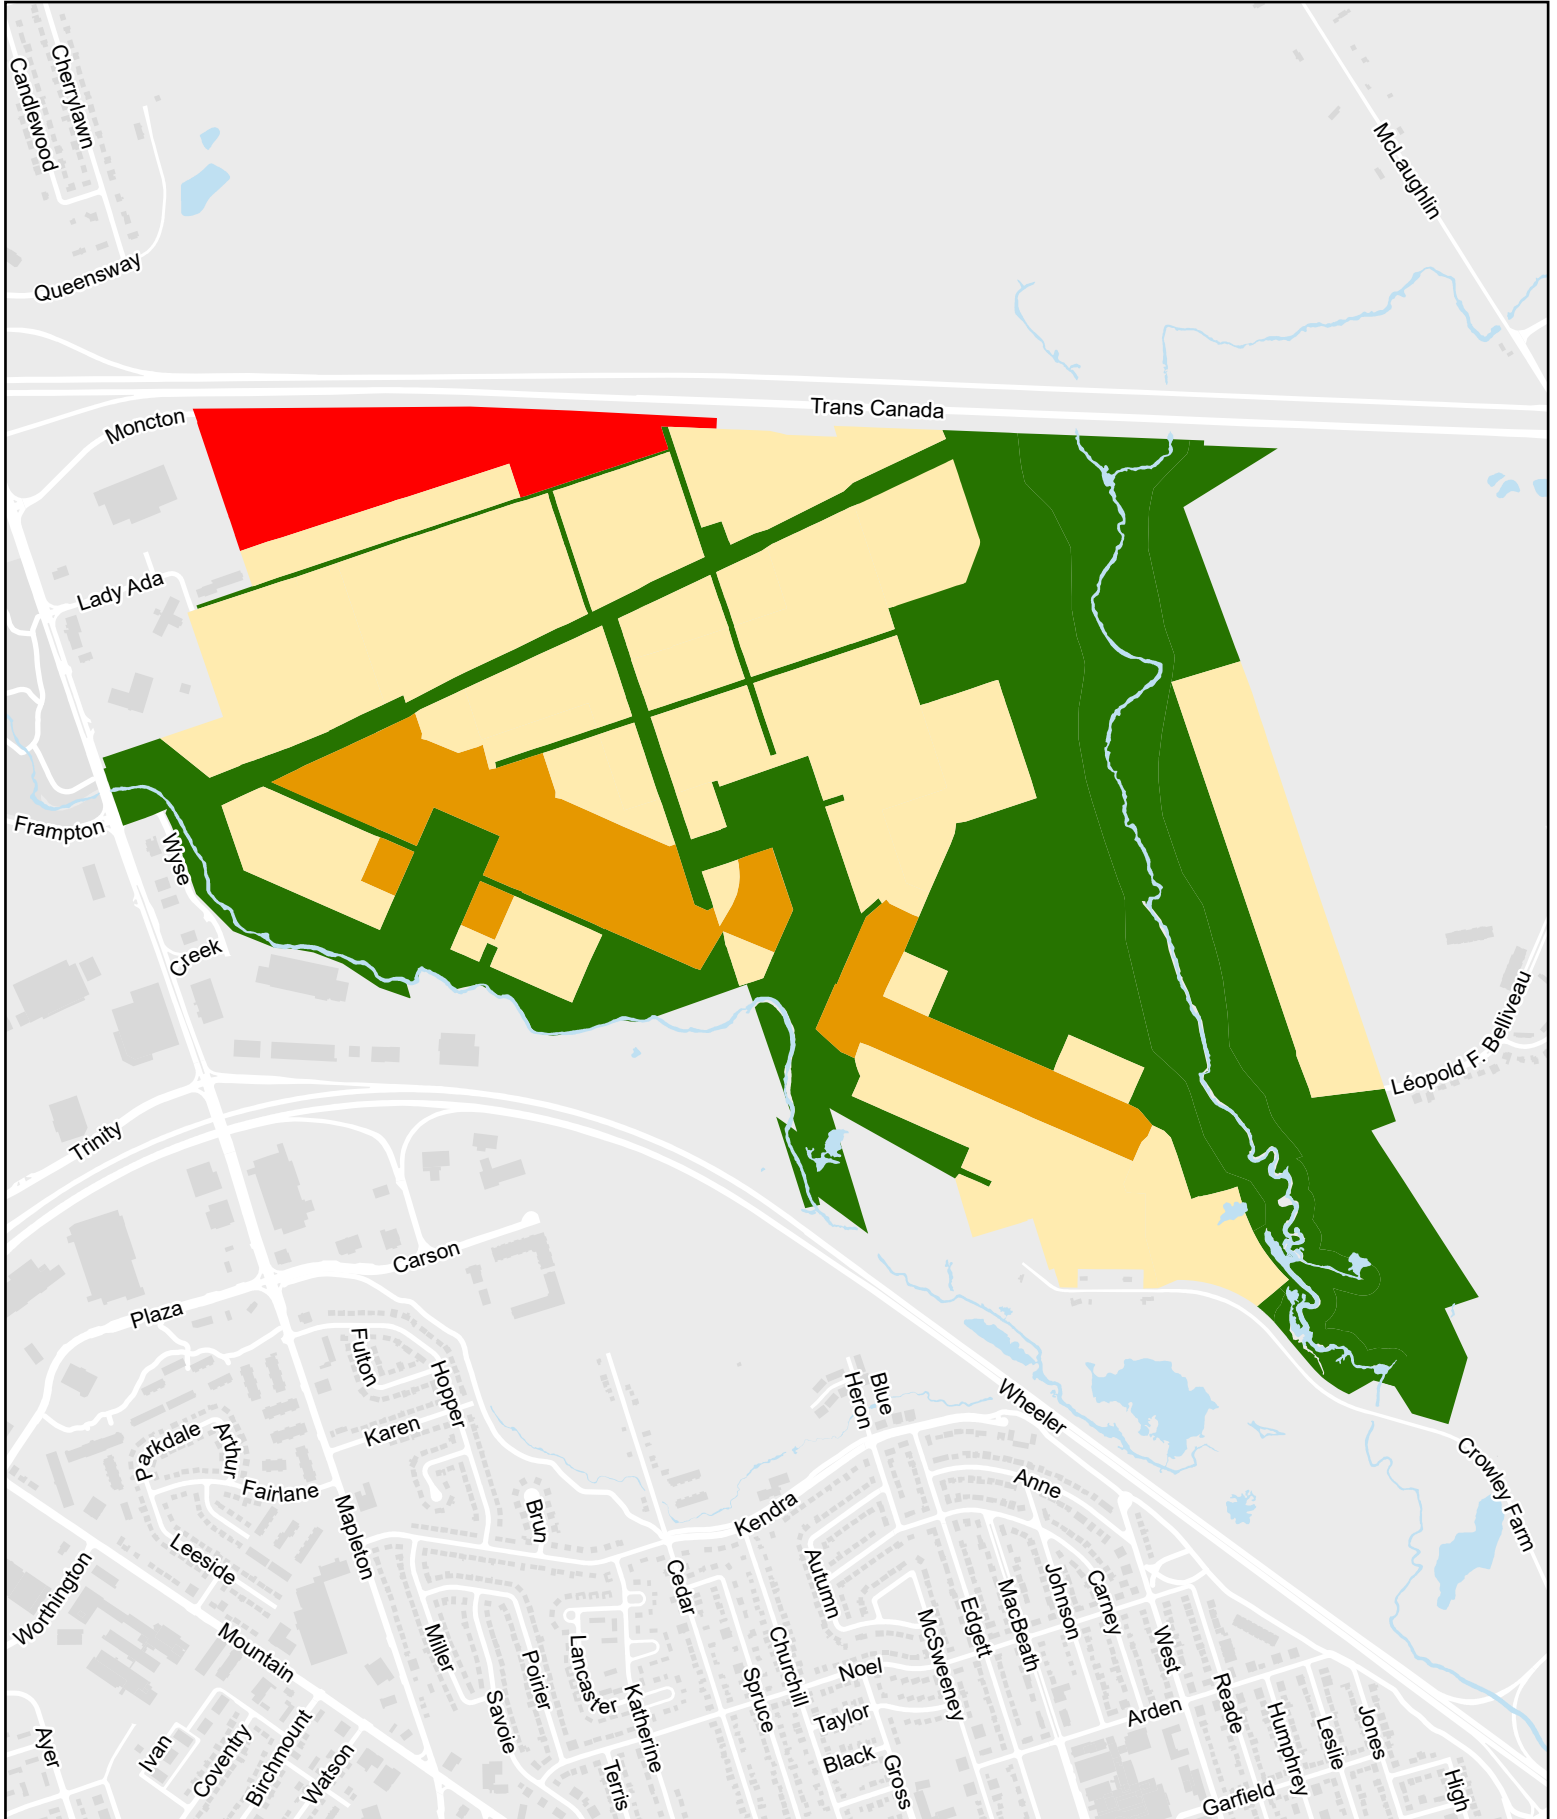 Candlewood
Cherrylawn
McLaughlin
Queensway
Moncton
Trans Canada
Lady Ada
Frampton
Wyse
Creek
Léopold F. Belliveau
Trinity
Carson
Plaza
Fulton
Hopper
Karen
Parkdale
Arthur
Fairlane
Blue
Heron
Wheeler
Anne
Crowley Farm
Kendra
Brun
Mapleton
Leeside
Worthington
Mountain
Cedar
Autumn
Miller
Poirier
Savoie
Lancaster
Katherine
Terris
Churchill
Spruce
Noel
Taylor
Black
Gross
McSweeney
Edgett
MacBeath
Johnson
Carney
West
Reade
Arden
Humphrey
Leslie
Jones
High
Garfield
Ayer
Ivan
Coventry
Birchmount
Watson